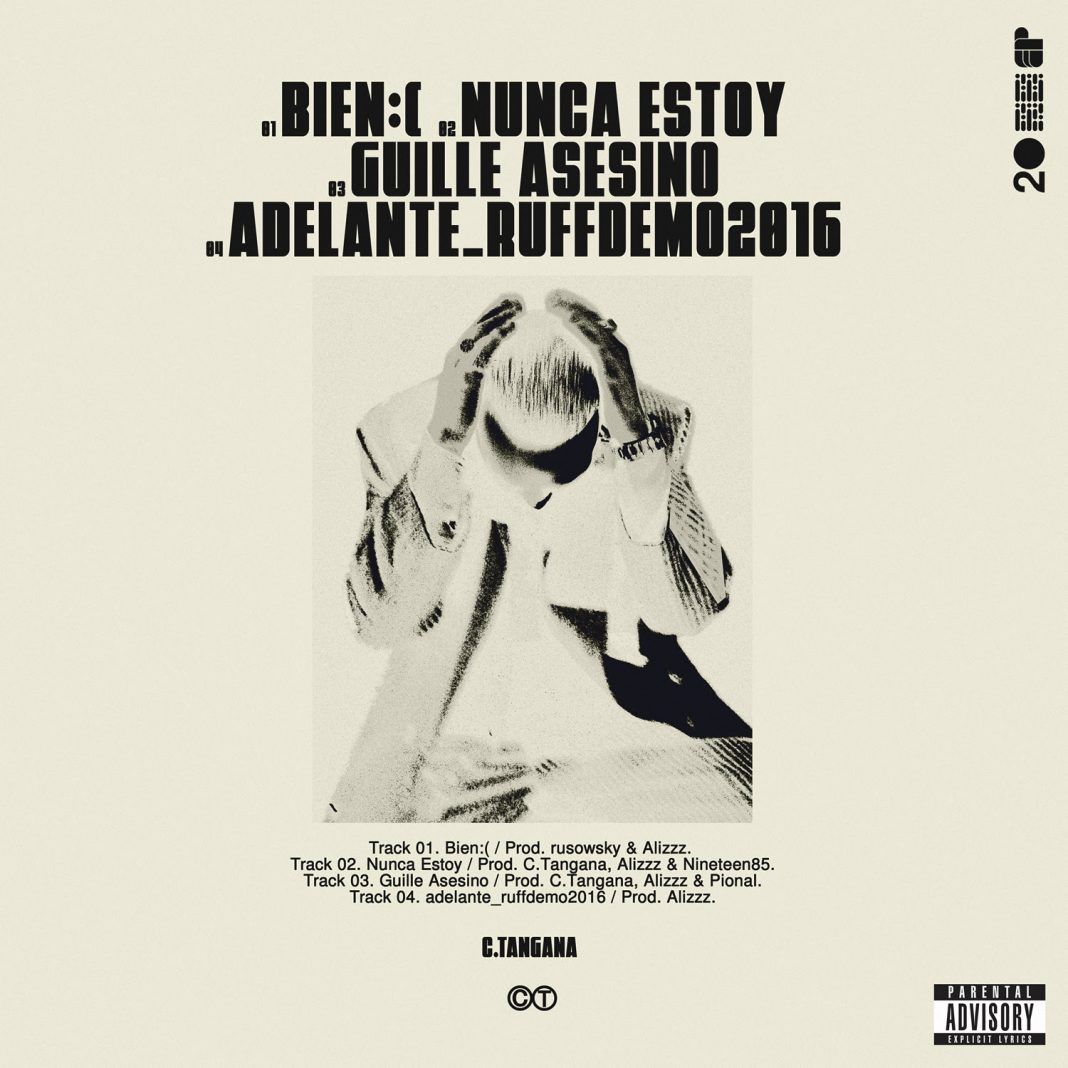 01 BIEN:( 02 NUNCA ESTOY
03 GUILLE ASESINO
04 ADELANTE_RUFFDEMO2016
Track 01. Bien:( / Prod. rusowsky & Alizzz.
Track 02. Nunca Estoy / Prod. C.Tangana, Alizzz & Nineteen85.
Track 03. Guille Asesino / Prod. C.Tangana, Alizzz & Pional.
Track 04. adelante_ruffdemo2016 / Prod. Alizzz.
C.TANGANA
CT
PARENTAL
ADVISORY
EXPLICIT LYRICS